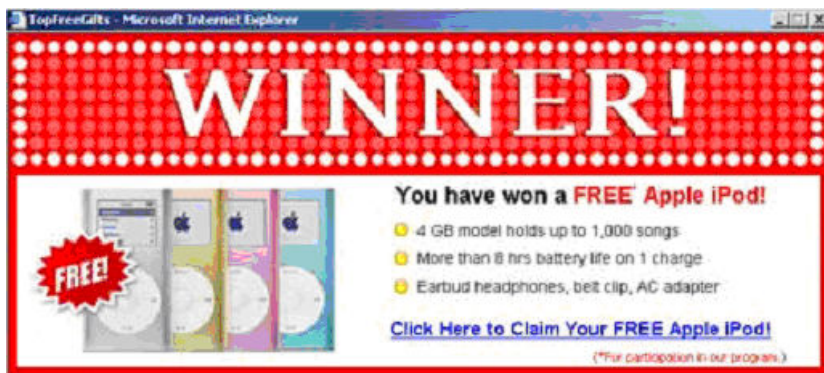 TopFreeGifts - Microsoft Internet Explorer
WINNER!
You have won a FREE* Apple iPod!
4 GB model holds up to 1,000 songs
More than 8 hrs battery life on 1 charge
FREE!
Earbud headphones, belt clip, AC adapter
Click Here to Claim Your FREE Apple iPod!
(*For participation in our program.)